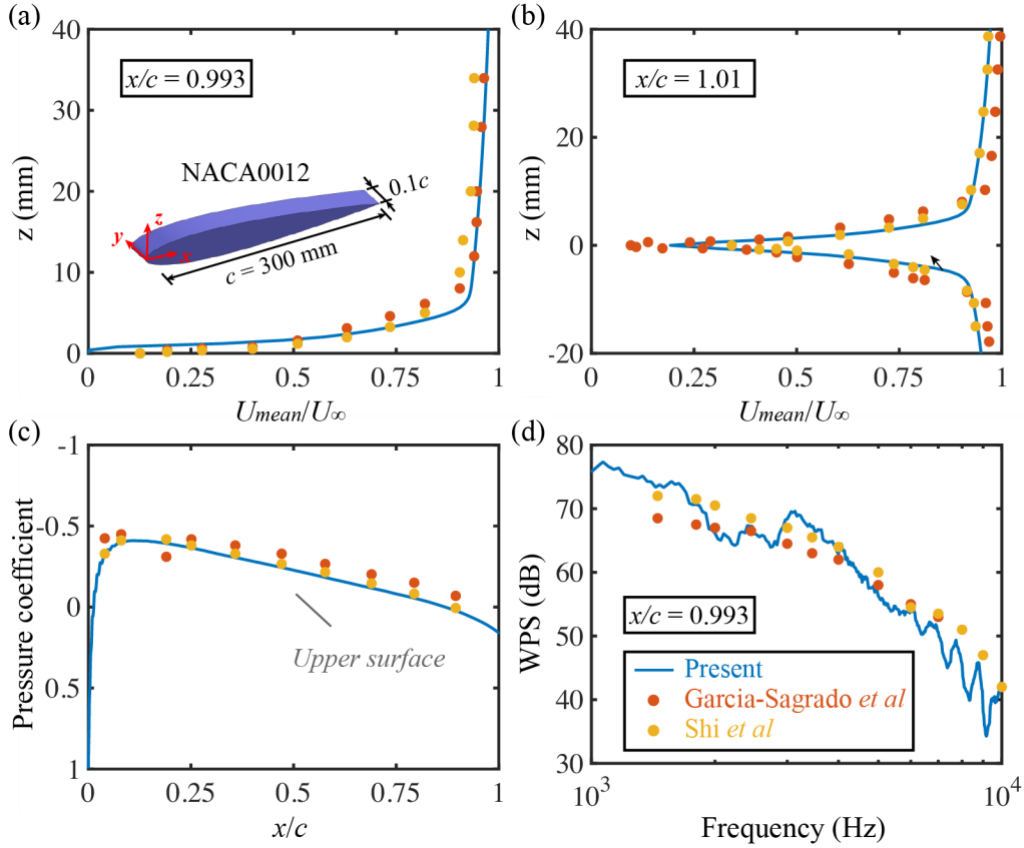 (a)
40
30
20
10
0
z (mm)
x/c = 0.993
NACA0012
0.1c
c = 300 mm
z
y
x
0
0.25
0.5
0.75
1
Umean/U∞
(b)
40
20
0
-20
z (mm)
x/c = 1.01
0
0.25
0.5
0.75
1
Umean/U∞
(c)
-1
-0.5
0
0.5
1
Pressure coefficient
Upper surface
0
0.25
0.5
0.75
1
x/c
(d)
80
70
60
50
40
30
WPS (dB)
x/c = 0.993
Present
Garcia-Sagrado et al
Shi et al
10³
10⁴
Frequency (Hz)